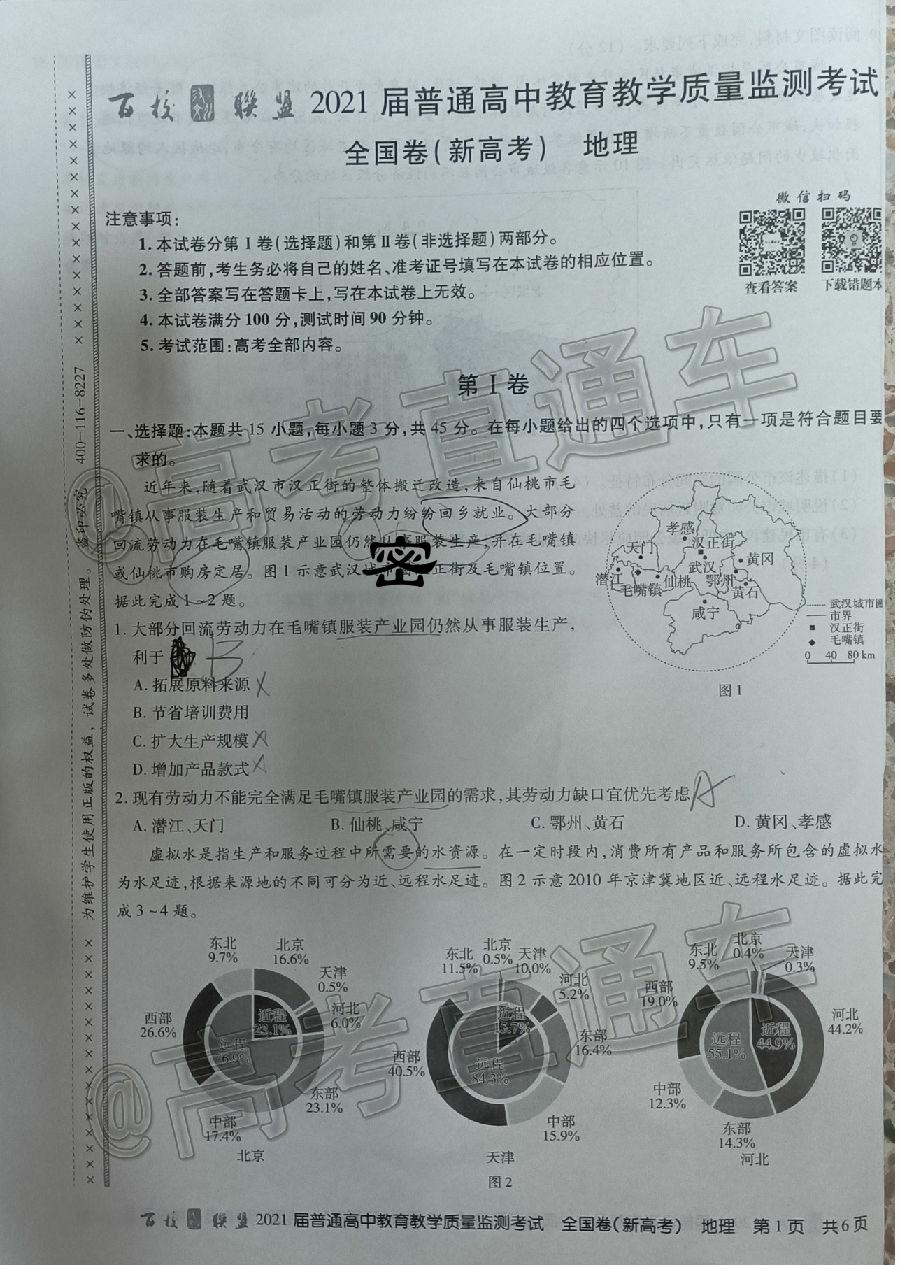 百校联盟 2021 届普通高中教育教学质量监测考试
全国卷(新高考) 地理
微信扫码
查看答案 下载错题本
注意事项:
1.本试卷分第Ⅰ卷(选择题)和第Ⅱ卷(非选择题)两部分。
2.答题前,考生务必将自己的姓名、准考证号填写在本试卷的相应位置。
3.全部答案写在答题卡上,写在本试卷上无效。
4.本试卷满分 100 分,测试时间 90 分钟。
5.考试范围:高考全部内容。
第Ⅰ卷
一、选择题:本题共 15 小题,每小题 3 分,共 45 分。在每小题给出的四个选项中,只有一项是符合题目要
求的。
近年来,随着武汉市汉正街的整体搬迁改造,来自仙桃市毛
嘴镇从事服装生产和贸易活动的劳动力纷纷回乡就业。大部分
回流劳动力在毛嘴镇服装产业园仍然从事服装生产,并在毛嘴镇
或仙桃市购房定居。图 1 示意武汉城市 正街及毛嘴镇位置。
据此完成 1~2 题。
1.大部分回流劳动力在毛嘴镇服装产业园仍然从事服装生产,
利于 B
A.拓展原料来源
B.节省培训费用
C.扩大生产规模
D.增加产品款式
孝感
汉正街
天门
武汉
黄冈
潜江
毛嘴镇
仙桃
鄂州
黄石
咸宁
武汉城市圈
市界
汉正街
毛嘴镇
0 40 80 km
图 1
2.现有劳动力不能完全满足毛嘴镇服装产业园的需求,其劳动力缺口宜优先考虑 A
A.潜江、天门 B.仙桃、咸宁 C.鄂州、黄石 D.黄冈、孝感
虚拟水是指生产和服务过程中所需要的水资源。在一定时段内,消费所有产品和服务所包含的虚拟水
为水足迹,根据来源地的不同可分为近、远程水足迹。图 2 示意 2010 年京津冀地区近、远程水足迹。据此完
成 3~4 题。
东北 9.7%
北京 16.6%
天津 0.5%
河北 6.0%
东部 23.1%
中部 17.4%
西部 26.6%
近程 23.1%
远程
北京
东北 11.5%
北京 0.5%
天津 10.0%
河北 5.2%
东部 16.4%
中部 15.9%
西部 40.5%
近程 15.7%
远程 84.3%
天津
东北 9.5%
北京 0.4%
天津 0.3%
河北 44.2%
东部 14.3%
中部 12.3%
西部 19.0%
近程 44.9%
远程 55.1%
河北
图 2
百校联盟 2021 届普通高中教育教学质量监测考试 全国卷(新高考) 地理 第 1 页 共 6 页
400-116-8227
为维护学生使用正版的权益,试卷多处做防伪处理。
密
@高考直通车
@高考直通车